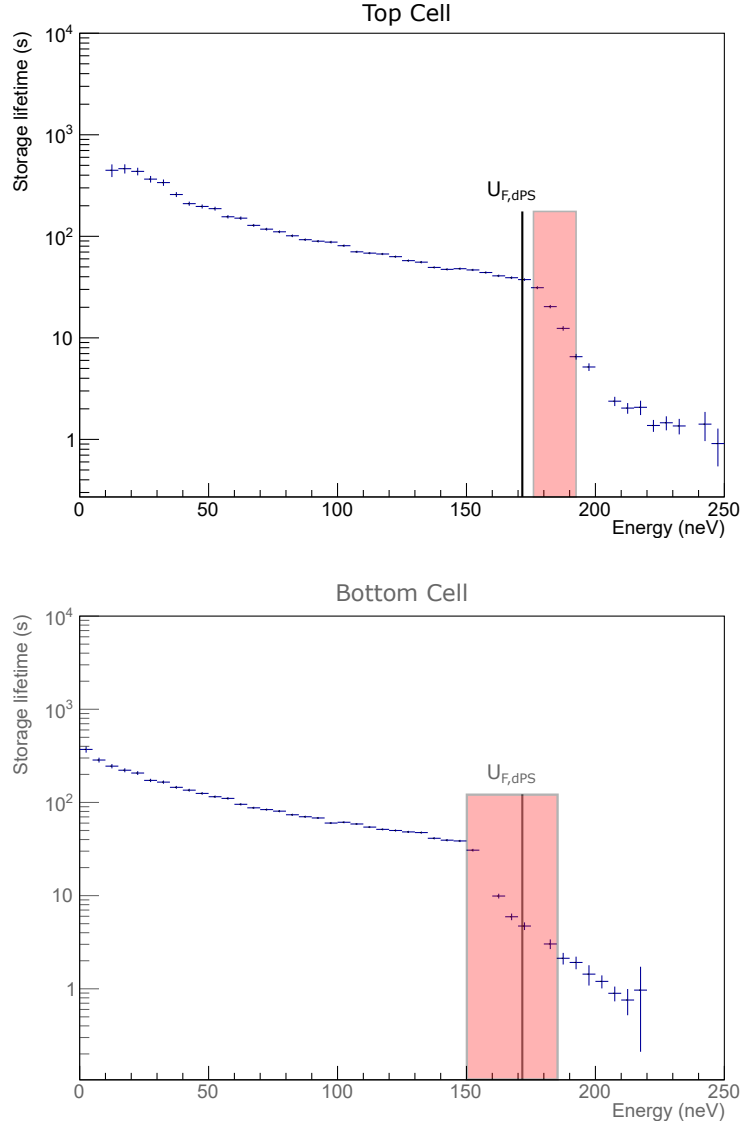 Top Cell
Storage lifetime (s)
10^4
10^3
10^2
10
1
U_F,dPS
0 50 100 150 200 250
Energy (neV)
Bottom Cell
Storage lifetime (s)
10^4
10^3
10^2
10
1
U_F,dPS
0 50 100 150 200 250
Energy (neV)